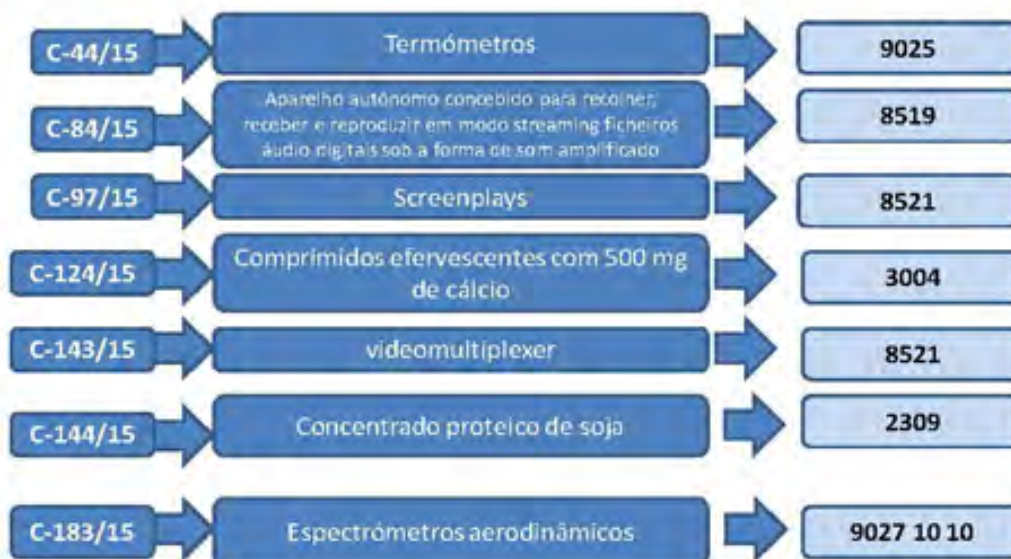 C-44/15
Termómetros
9025
C-84/15
Aparelho autónomo concebido para recolher,
receber e reproduzir em modo streaming ficheiros
áudio digitais sob a forma de som amplificado
8519
C-97/15
Screenplays
8521
C-124/15
Comprimidos efervescentes com 500 mg
de cálcio
3004
C-143/15
videomultiplexer
8521
C-144/15
Concentrado proteico de soja
2309
C-183/15
Espectrómetros aerodinâmicos
9027 10 10